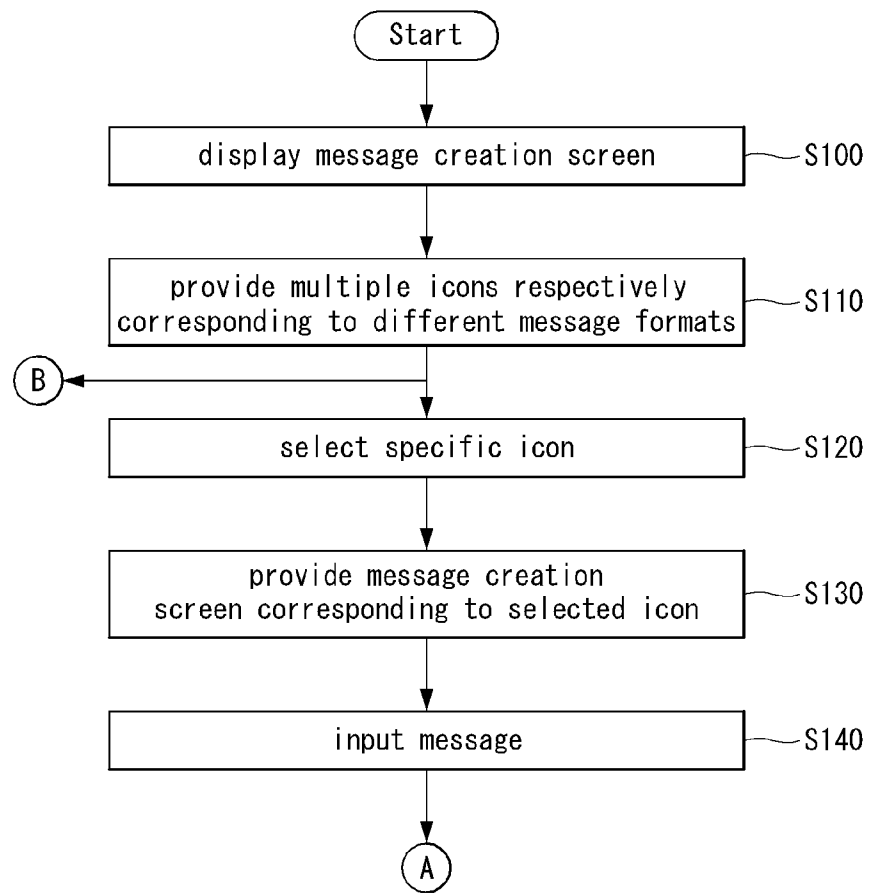 Start
display message creation screen
S100
provide multiple icons respectively
corresponding to different message formats
S110
B
select specific icon
S120
provide message creation
screen corresponding to selected icon
S130
input message
S140
A